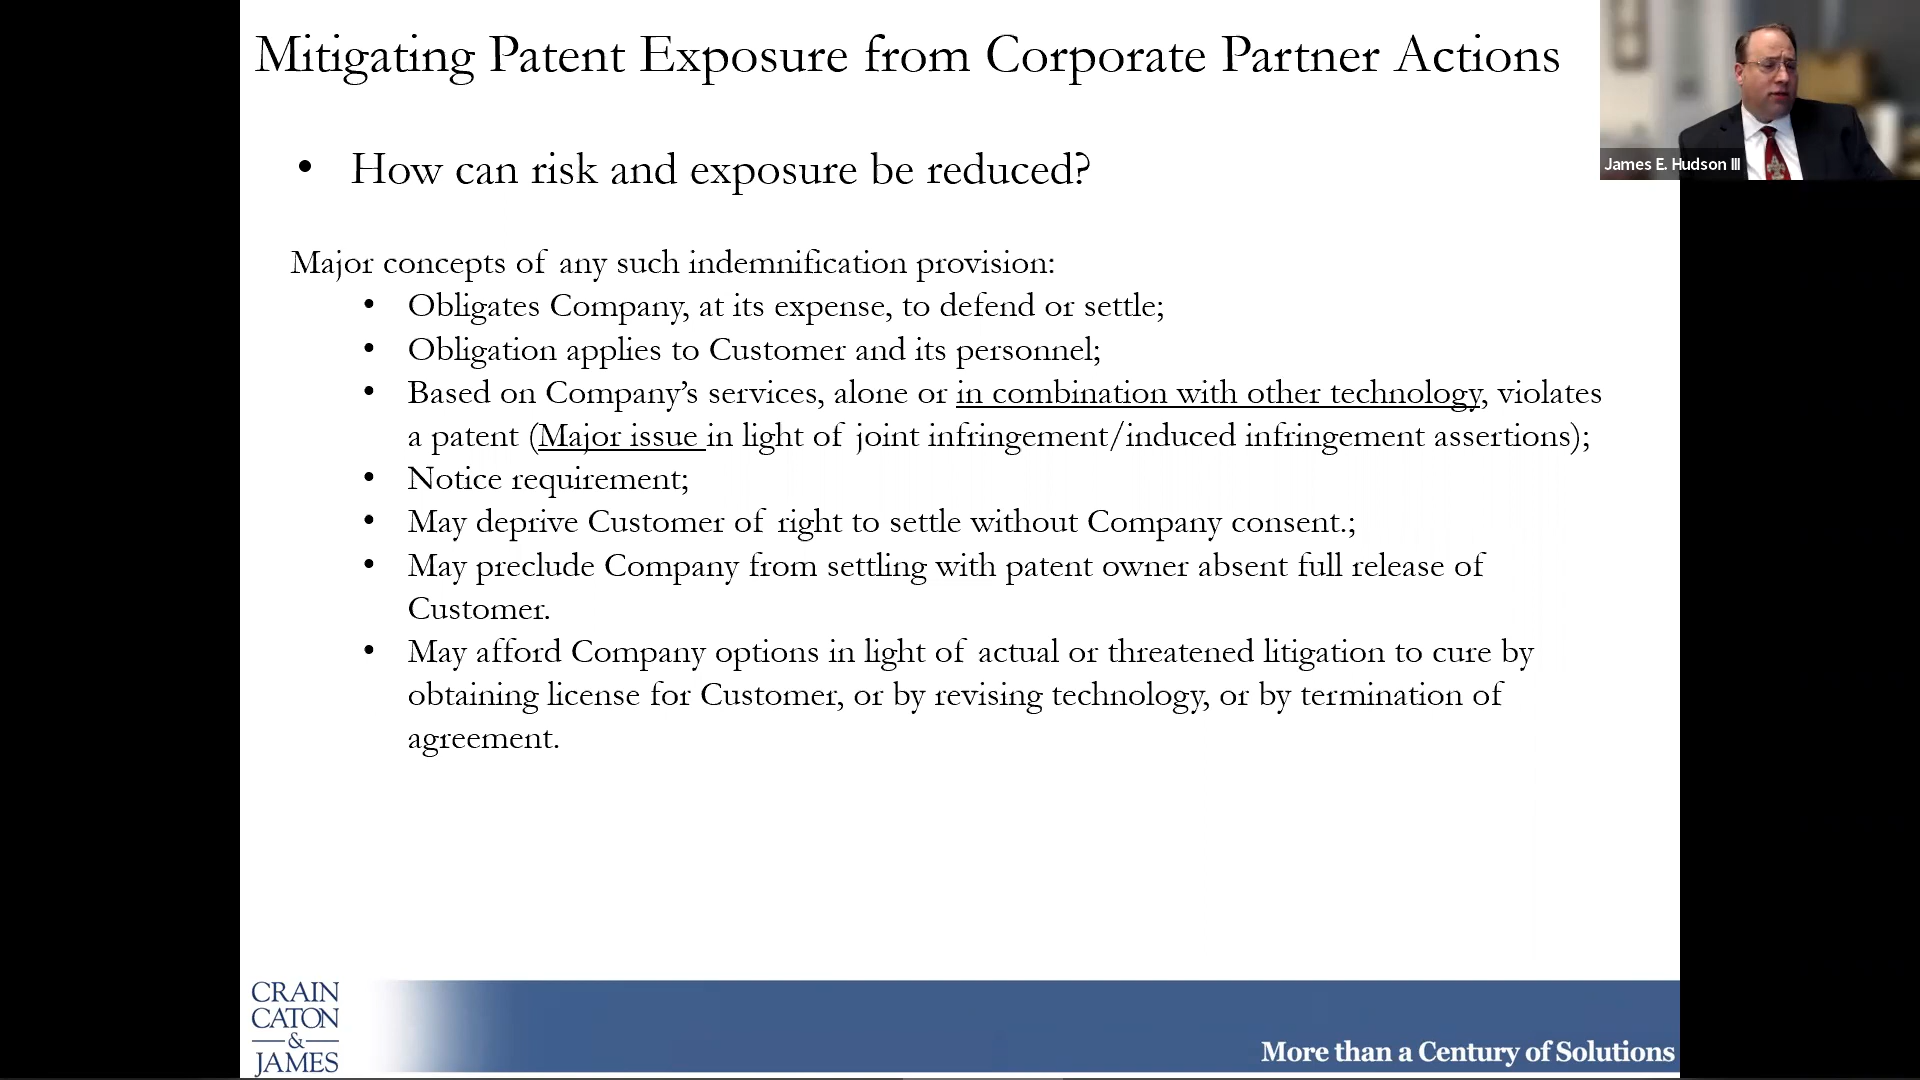 Mitigating Patent Exposure from Corporate Partner Actions
James E. Hudson III
• How can risk and exposure be reduced?
Major concepts of any such indemnification provision:
• Obligates Company, at its expense, to defend or settle;
• Obligation applies to Customer and its personnel;
• Based on Company’s services, alone or in combination with other technology, violates
a patent (Major issue in light of joint infringement/induced infringement assertions);
• Notice requirement;
• May deprive Customer of right to settle without Company consent.;
• May preclude Company from settling with patent owner absent full release of
Customer.
• May afford Company options in light of actual or threatened litigation to cure by
obtaining license for Customer, or by revising technology, or by termination of
agreement.
CRAIN
CATON
&
JAMES
More than a Century of Solutions